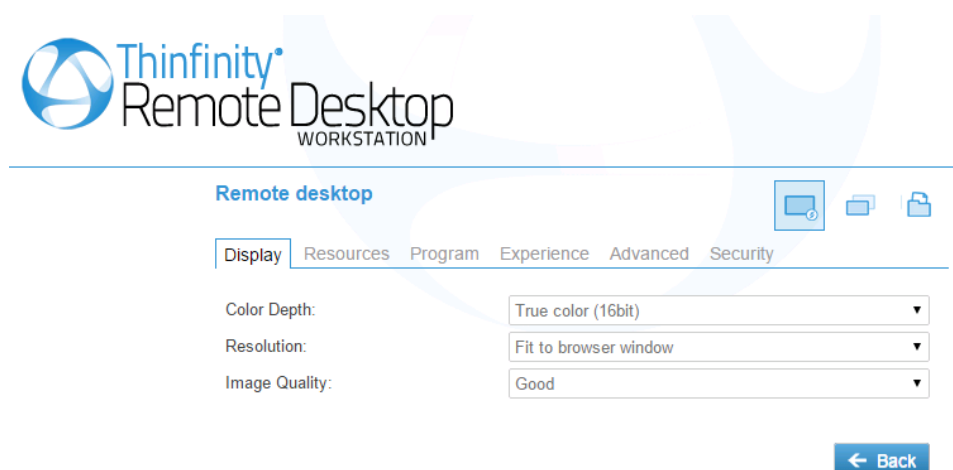 Thinfinity
Remote Desktop
WORKSTATION
Remote desktop
Display Resources Program Experience Advanced Security
Color Depth: True color (16bit)
Resolution: Fit to browser window
Image Quality: Good
← Back